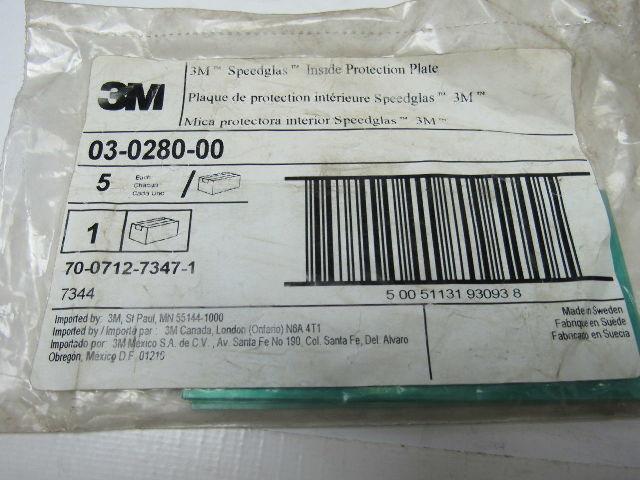 3M™ Speedglas™ Inside Protection Plate
3M
Plaque de protection intérieure Speedglas™ 3M™
Mica protectora interior Speedglas™ 3M™
03-0280-00
5 Each Chacun Cada Uno /
1
70-0712-7347-1
7344
5 00 51131 93093 8
Imported by: 3M, St Paul, MN 55144-1000
Imported by / Importé par : 3M Canada, London (Ontario) N6A 4T1
Importado por : 3M Mexico S.A. de C.V. , Av. Santa Fe No 190, Col. Santa Fe, Del. Alvaro
Obregón, México D.F. 01210
Made in Sweden
Fabriqué en Suède
Fabricado en Suecia